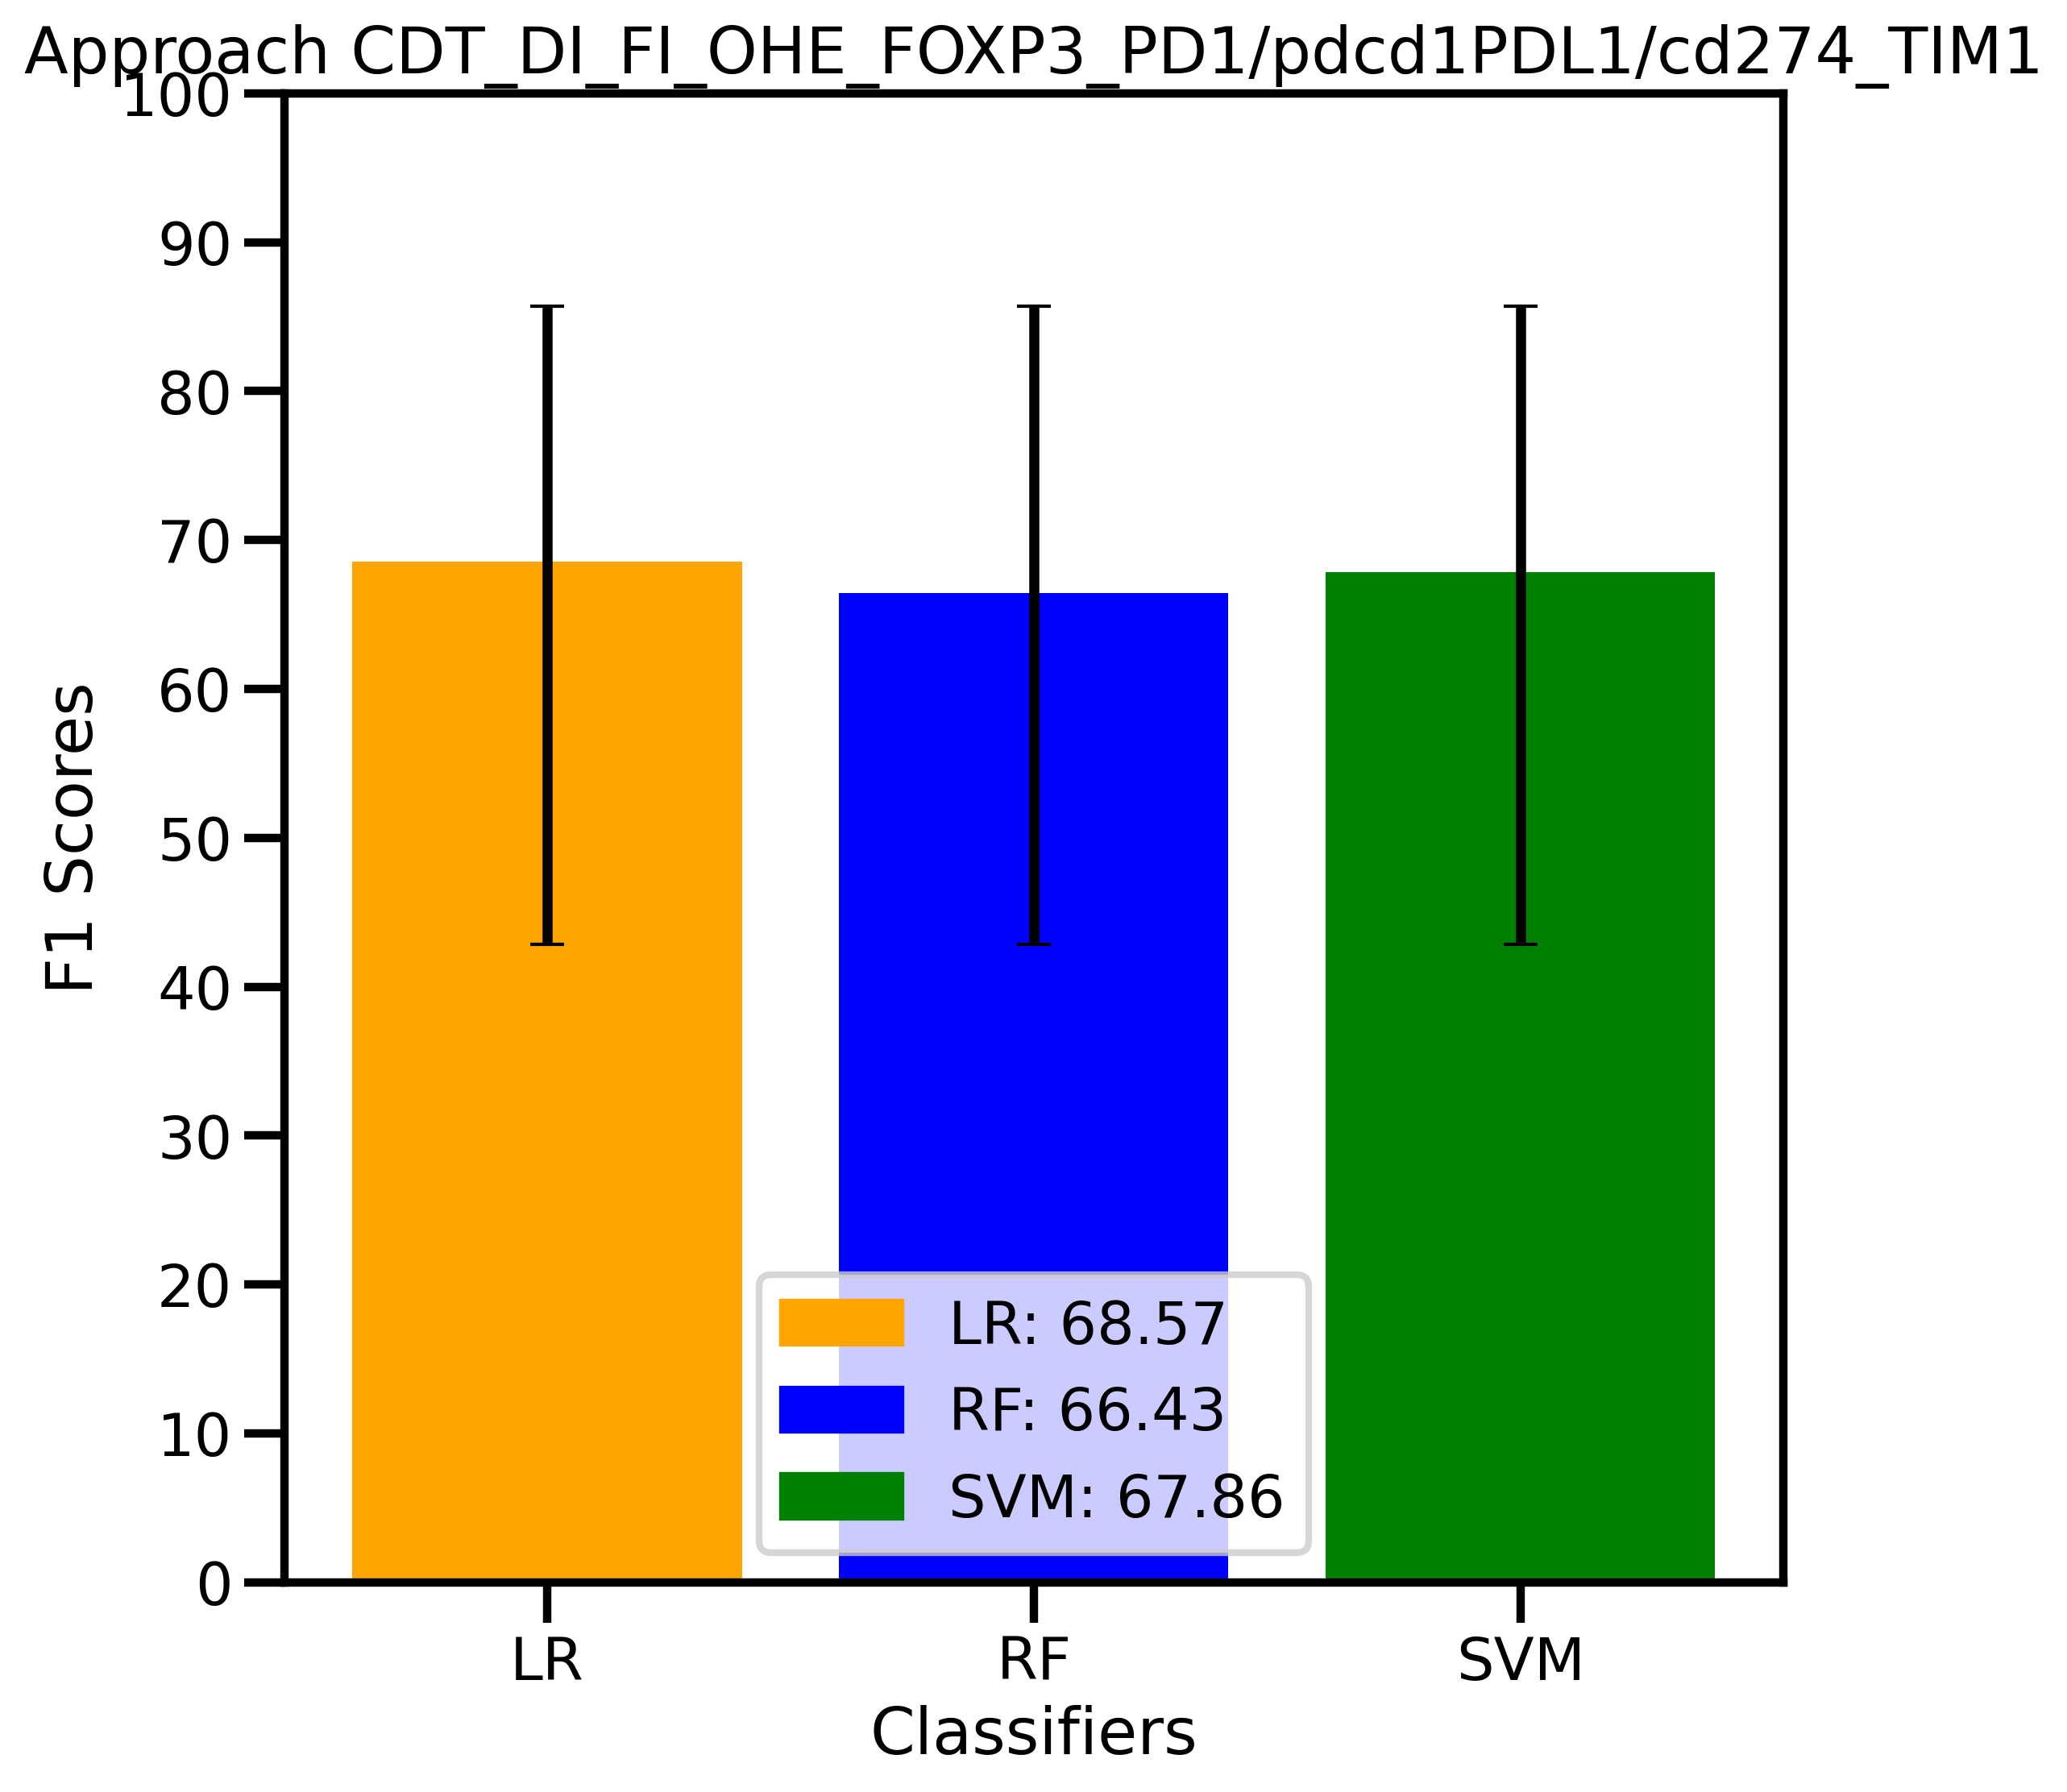 Approach CDT_DI_FI_OHE_FOXP3_PD1/pdcd1PDL1/cd274_TIM1
100
90
80
70
60
50
40
30
20
10
0
F1 Scores
LR: 68.57
RF: 66.43
SVM: 67.86
LR
RF
SVM
Classifiers